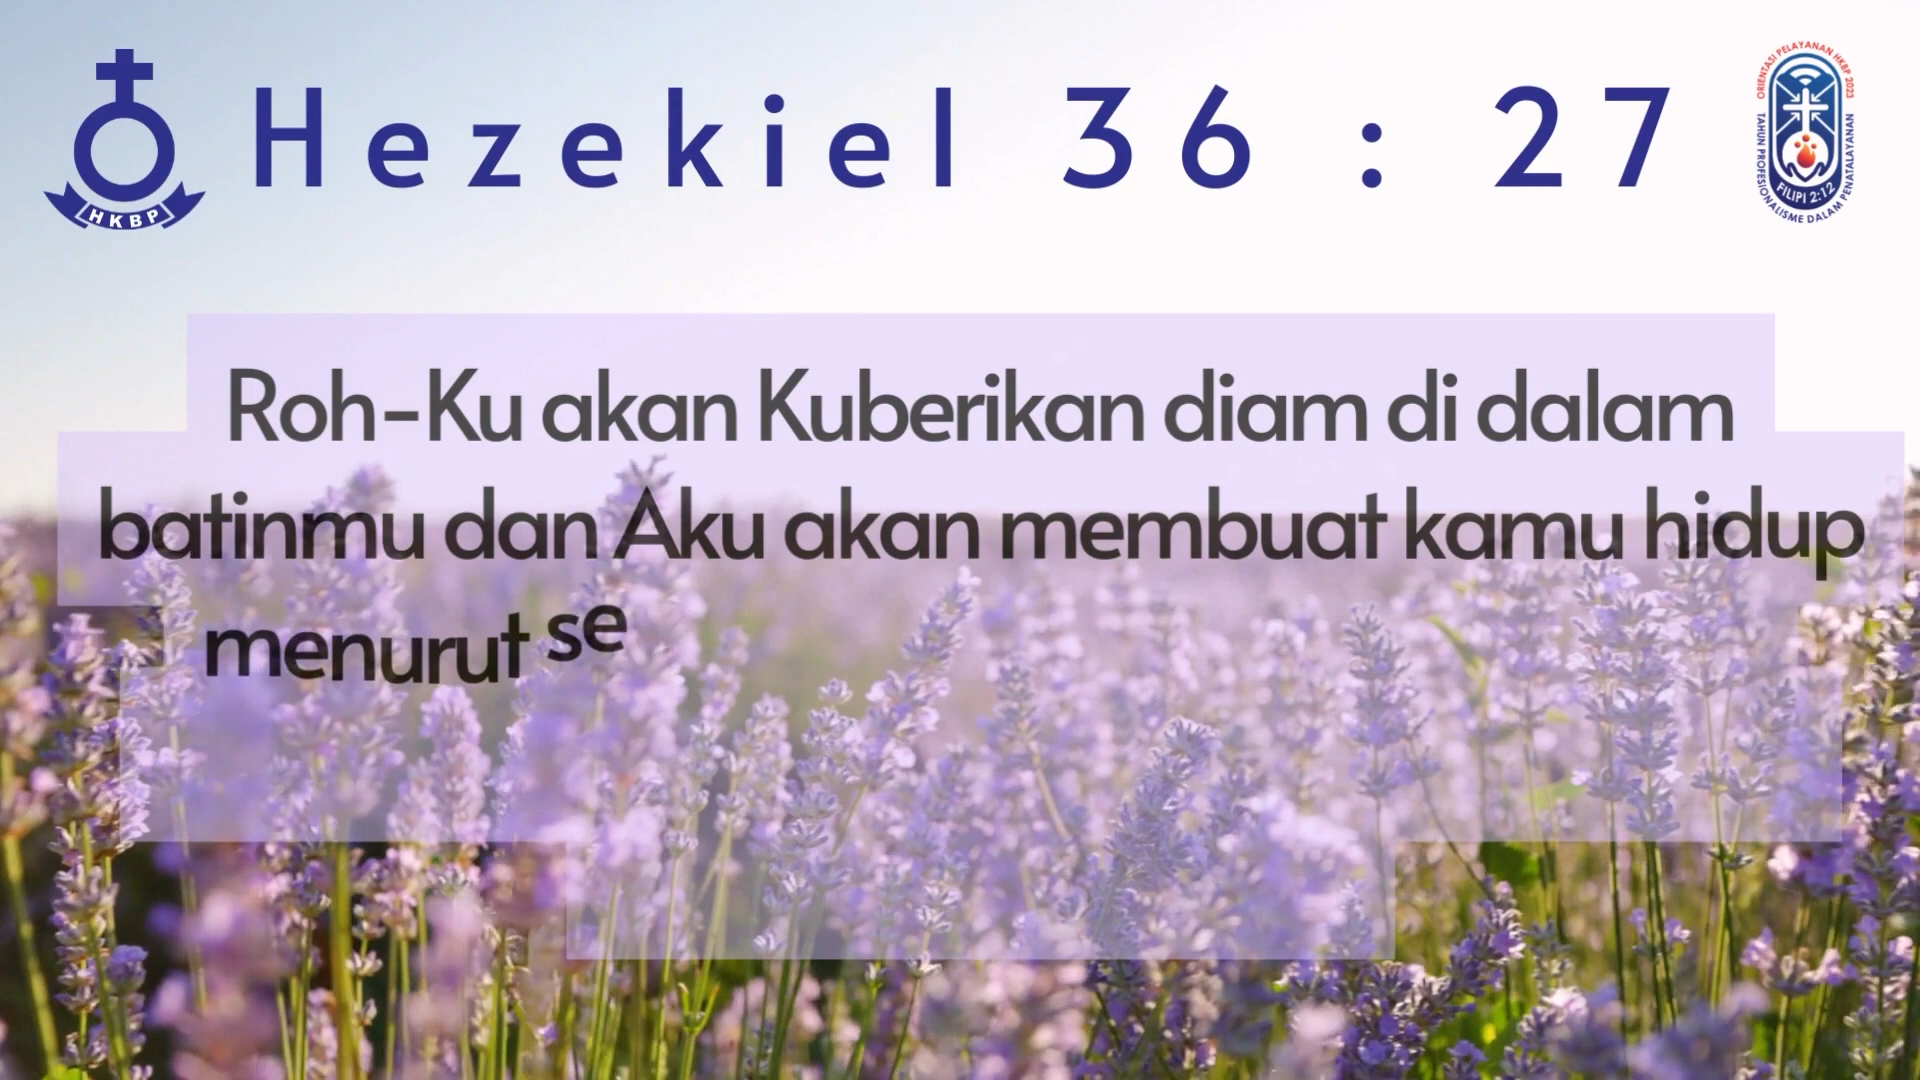 Hezekiel 36 : 27
HKBP
ORIENTASI PELAYANAN HKBP 2023
TAHUN PROFESIONALISME DALAM PENATALAYANAN
FILIPI 2:12
Roh-Ku akan Kuberikan diam di dalam
batinmu dan Aku akan membuat kamu hidup
menurut se